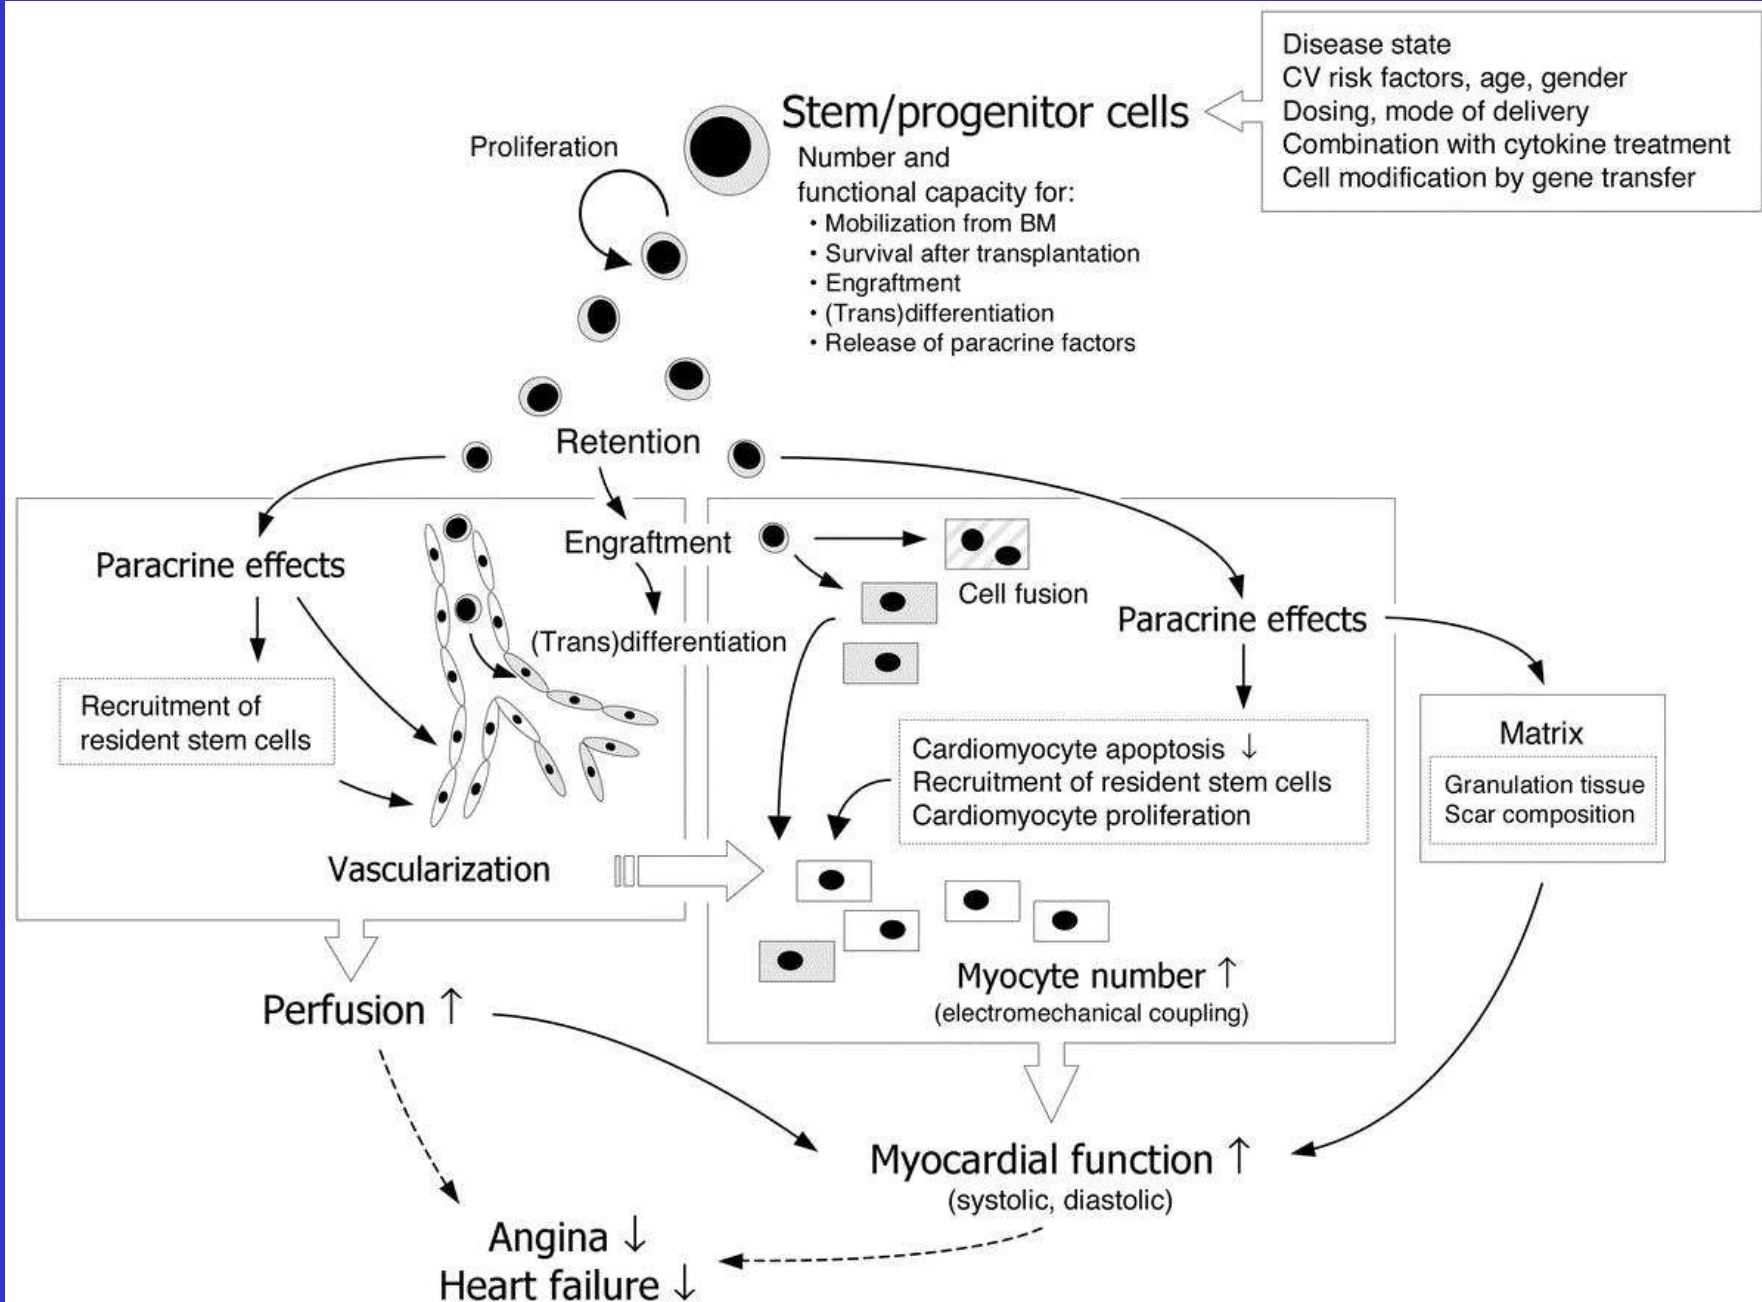 Disease state
CV risk factors, age, gender
Dosing, mode of delivery
Combination with cytokine treatment
Cell modification by gene transfer
Stem/progenitor cells
Number and
functional capacity for:
• Mobilization from BM
• Survival after transplantation
• Engraftment
• (Trans)differentiation
• Release of paracrine factors
Proliferation
Retention
Engraftment
(Trans)differentiation
Paracrine effects
Recruitment of
resident stem cells
Vascularization
Cell fusion
Paracrine effects
Cardiomyocyte apoptosis ↓
Recruitment of resident stem cells
Cardiomyocyte proliferation
Matrix
Granulation tissue
Scar composition
Myocyte number ↑
(electromechanical coupling)
Perfusion ↑
Myocardial function ↑
(systolic, diastolic)
Angina ↓
Heart failure ↓